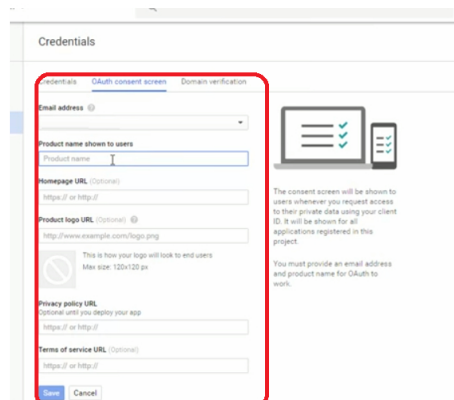 Credentials
Credentials OAuth consent screen Domain verification
Email address
Product name shown to users
Product name
Homepage URL (Optional)
https:// or http://
Product logo URL (Optional)
http://www.example.com/logo.png
This is how your logo will look to end users
Max size: 120x120 px
Privacy policy URL
Optional until you deploy your app
https:// or http://
Terms of service URL (Optional)
https:// or http://
Save Cancel
The consent screen will be shown to
users whenever you request access
to their private data using your client
ID. It will be shown for all
applications registered in this
project.
You must provide an email address
and product name for OAuth to
work.